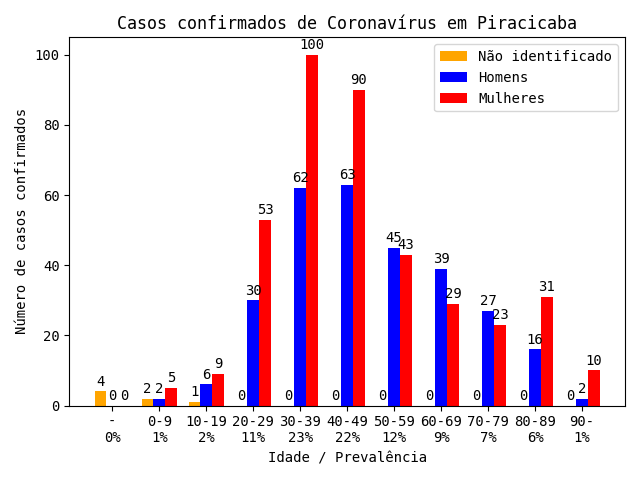 Casos confirmados de Coronavírus em Piracicaba
Número de casos confirmados
100
80
60
40
20
0
Não identificado
Homens
Mulheres
4 0 0
2 2 5
1 6 9
0 30 53
0 62 100
0 63 90
0 45 43
0 39 29
0 27 23
0 16 31
0 2 10
- 0-9 10-19 20-29 30-39 40-49 50-59 60-69 70-79 80-89 90-
0% 1% 2% 11% 23% 22% 12% 9% 7% 6% 1%
Idade / Prevalência